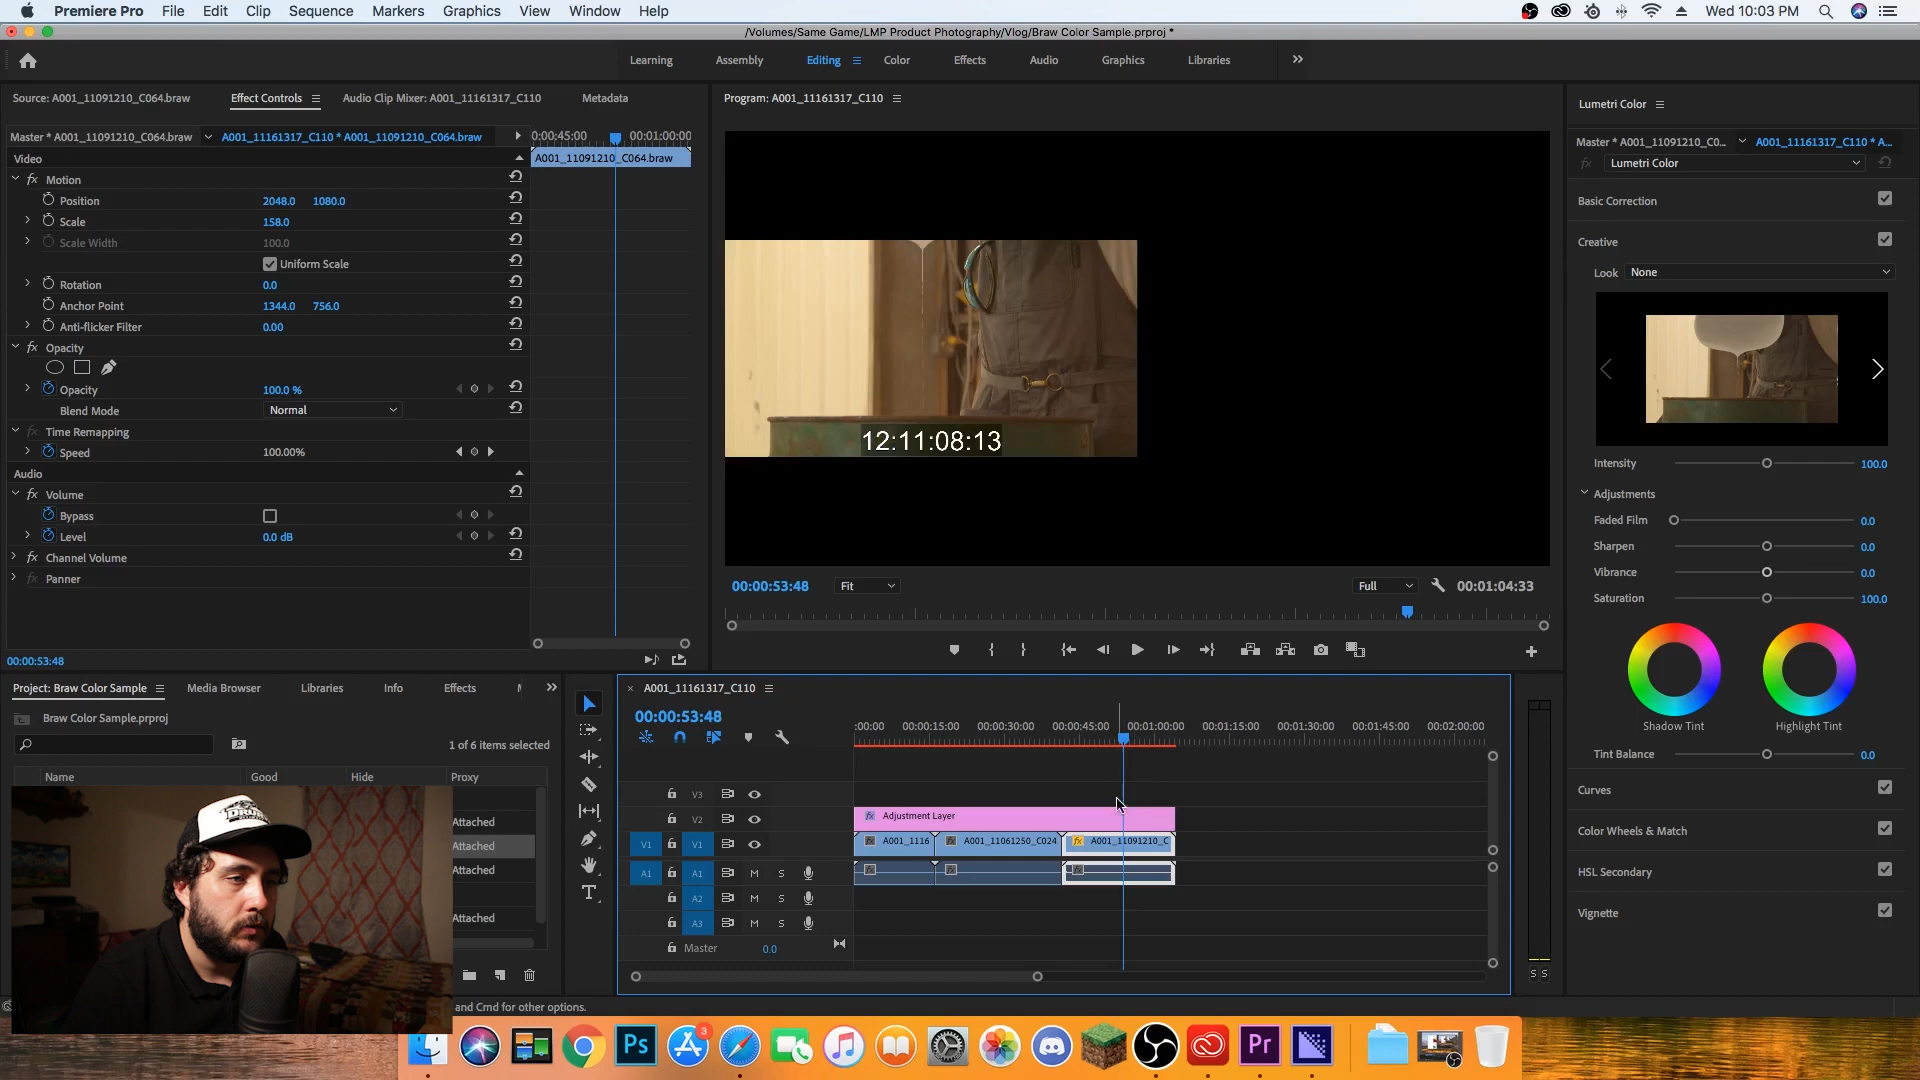 Premiere Pro File Edit Clip Sequence Markers Graphics View Window Help
Wed 10:03 PM
/Volumes/Same Game/LMP Product Photography/Vlog/Braw Color Sample.prproj *
Learning Assembly Editing Color Effects Audio Graphics Libraries
Source: A001_11091210_C064.braw Effect Controls Audio Clip Mixer: A001_11161317_C110 Metadata
Master * A001_11091210_C064.braw A001_11161317_C110 * A001_11091210_C064.braw
0:00:45:00 00:01:00:00
Video
A001_11091210_C064.braw
fx Motion
Position 2048.0 1080.0
Scale 158.0
Scale Width 100.0
Uniform Scale
Rotation 0.0
Anchor Point 1344.0 756.0
Anti-flicker Filter 0.00
fx Opacity
Opacity 100.0 %
Blend Mode Normal
fx Time Remapping
Speed 100.00%
Audio
fx Volume
Bypass
Level 0.0 dB
fx Channel Volume
fx Panner
00:00:53:48
Program: A001_11161317_C110
12:11:08:13
00:00:53:48 Fit Full 00:01:04:33
Lumetri Color
Master * A001_11091210_C0... A001_11161317_C110 * A...
fx Lumetri Color
Basic Correction
Creative
Look None
Intensity 100.0
Adjustments
Faded Film 0.0
Sharpen 0.0
Vibrance 0.0
Saturation 100.0
Shadow Tint Highlight Tint
Tint Balance 0.0
Curves
Color Wheels & Match
HSL Secondary
Vignette
Project: Braw Color Sample Media Browser Libraries Info Effects
Braw Color Sample.prproj
1 of 6 items selected
Name Good Hide Proxy
Attached
Attached
Attached
and Cmd for other options.
A001_11161317_C110
00:00:53:48
:00:00 00:00:15:00 00:00:30:00 00:00:45:00 00:01:00:00 00:01:15:00 00:01:30:00 00:01:45:00 00:02:00:00
V3
V2 fx Adjustment Layer
V1 V1 A001_1116 A001_11061250_C024 A001_11091210_C
A1 A1 M S
A2 M S
A3 M S
Master 0.0
S S
Ps 3 Pr